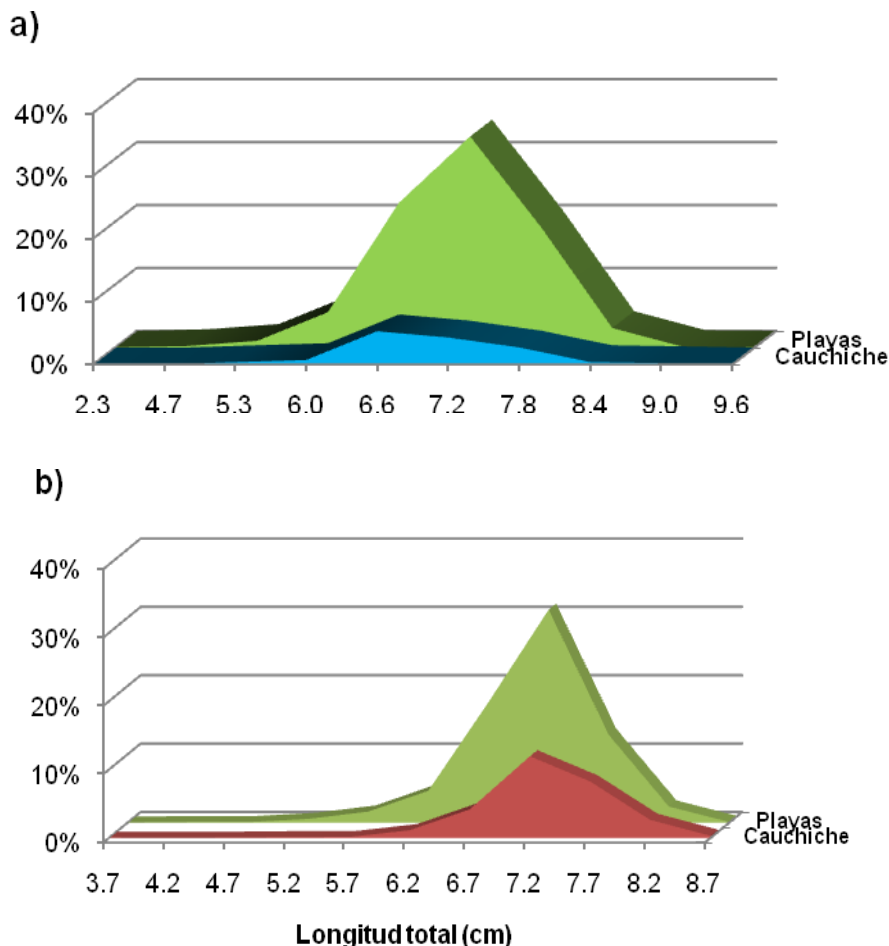 a)
40%
30%
20%
10%
0%
Playas
Cauchiche
2.3 4.7 5.3 6.0 6.6 7.2 7.8 8.4 9.0 9.6
b)
40%
30%
20%
10%
0%
Playas
Cauchiche
3.7 4.2 4.7 5.2 5.7 6.2 6.7 7.2 7.7 8.2 8.7
Longitud total (cm)